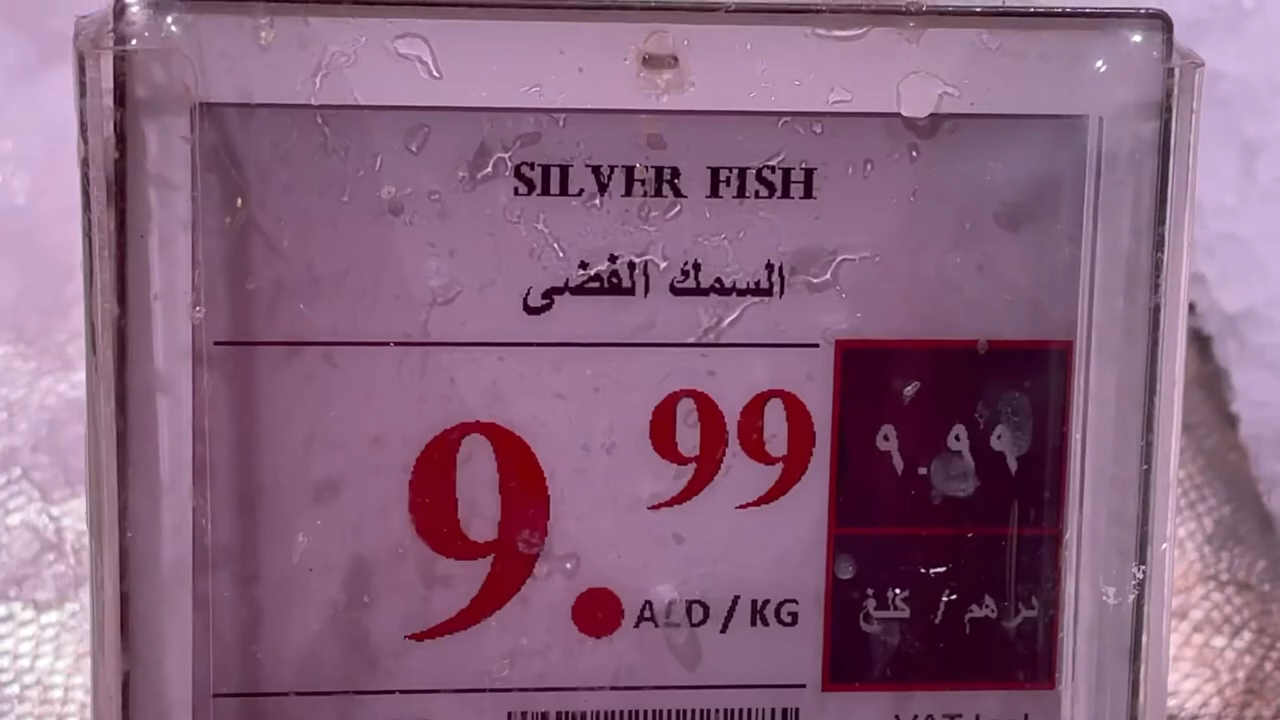 SILVER FISH
السمك الفضى
9.99
AED/KG
٩.٩٩
درهم / كلغ